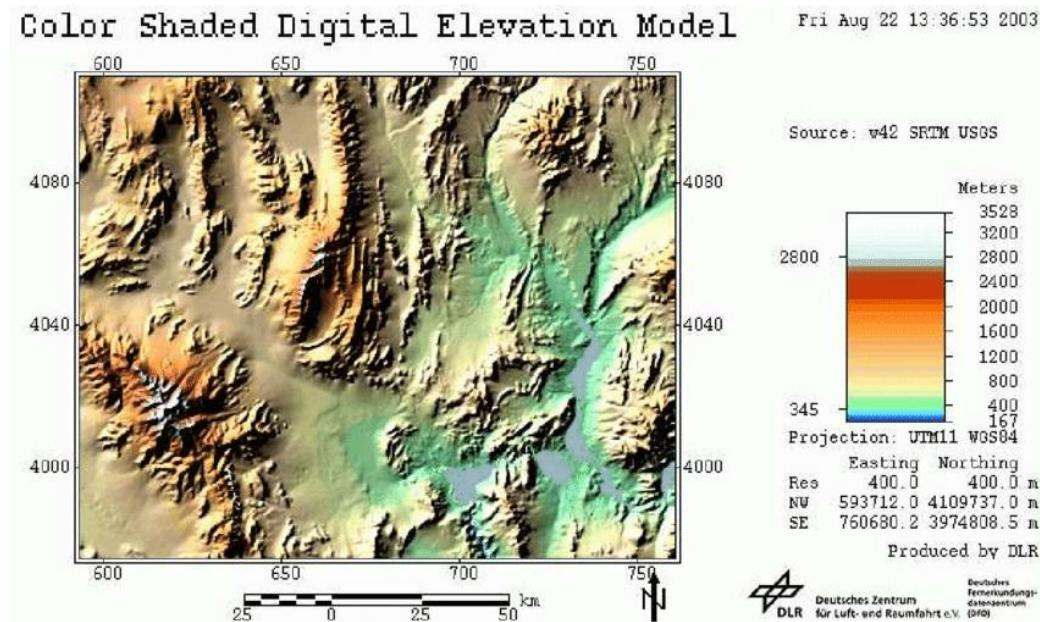 Color Shaded Digital Elevation Model
Fri Aug 22 13:36:53 2003
600 650 700 750
4080 4080
4040 4040
4000 4000
600 650 700 750
25 0 25 50 km
N
Source: w42 SRTM USGS
Meters
3528
3200
2800 2800
2400
2000
1600
1200
800
345 400
167
Projection: UTM11 WGS84
Easting Northing
Res 400.0 400.0 m
NW 593712.0 4109737.0 m
SE 760680.2 3974808.5 m
Produced by DLR
DLR
Deutsches Zentrum
für Luft- und Raumfahrt e.V.
Deutsches
Fernerkundungs-
datenzentrum
(DFD)